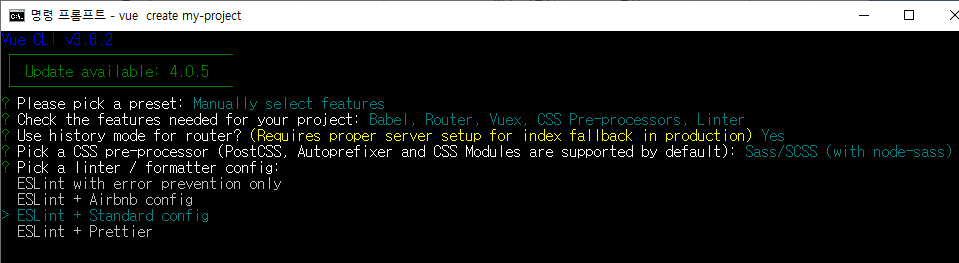 명령 프롬프트 - vue  create my-project
Vue CLI v3.8.2
Update available: 4.0.5
? Please pick a preset: Manually select features
? Check the features needed for your project: Babel, Router, Vuex, CSS Pre-processors, Linter
? Use history mode for router? (Requires proper server setup for index fallback in production) Yes
? Pick a CSS pre-processor (PostCSS, Autoprefixer and CSS Modules are supported by default): Sass/SCSS (with node-sass)
? Pick a linter / formatter config:
ESLint with error prevention only
ESLint + Airbnb config
> ESLint + Standard config
ESLint + Prettier